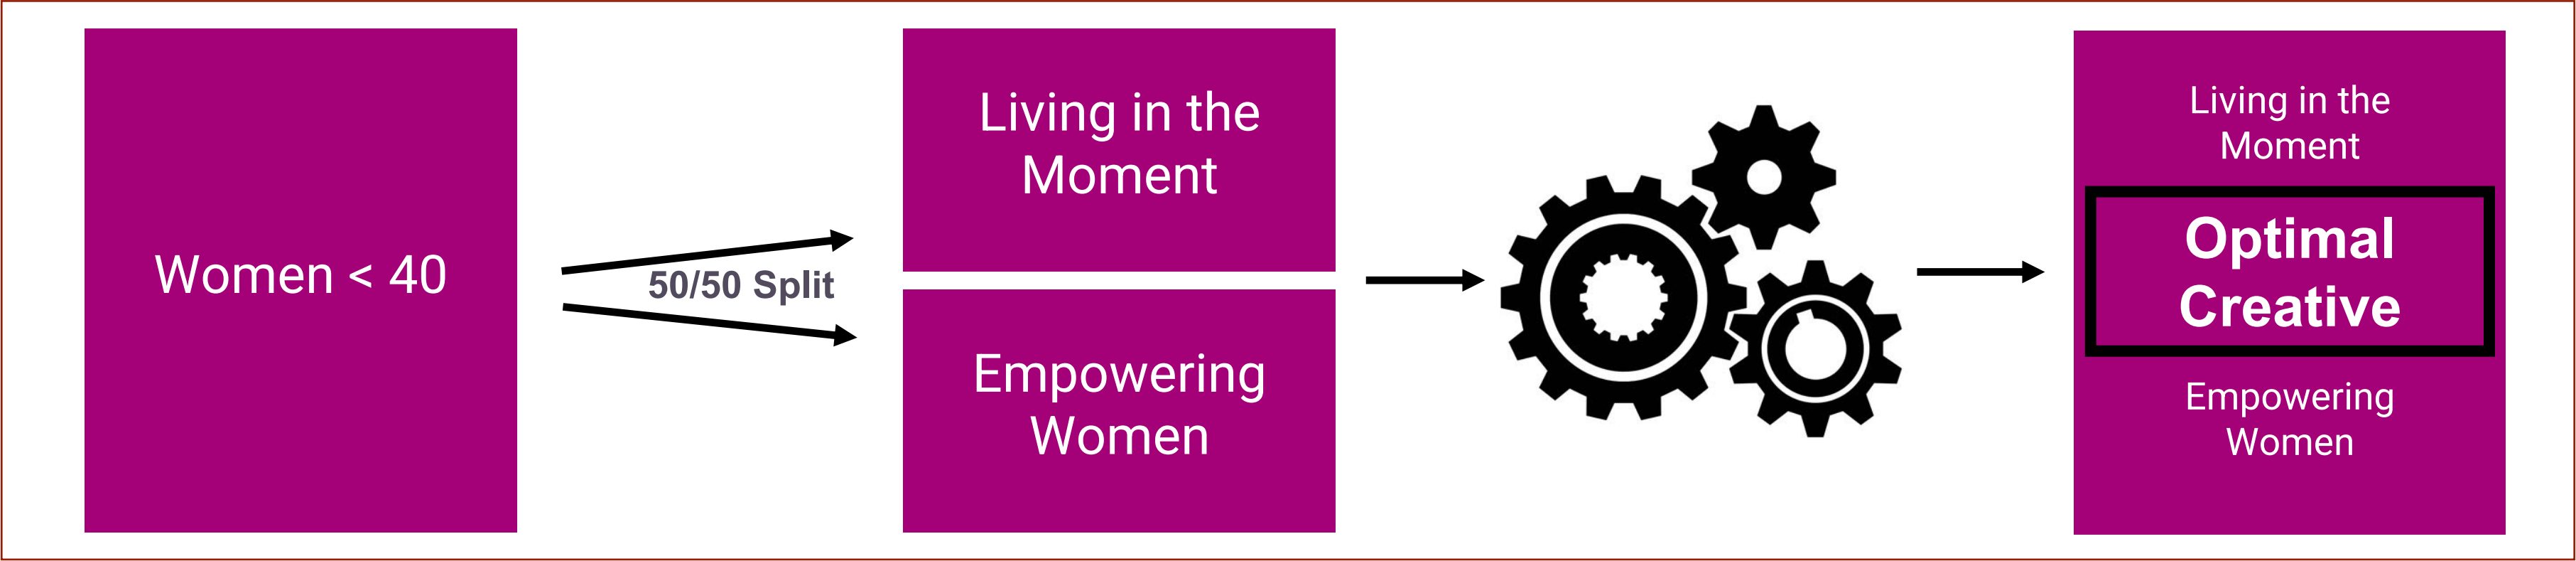 Women < 40
50/50 Split
Living in the
Moment
Empowering
Women
Living in the
Moment
Optimal
Creative
Empowering
Women